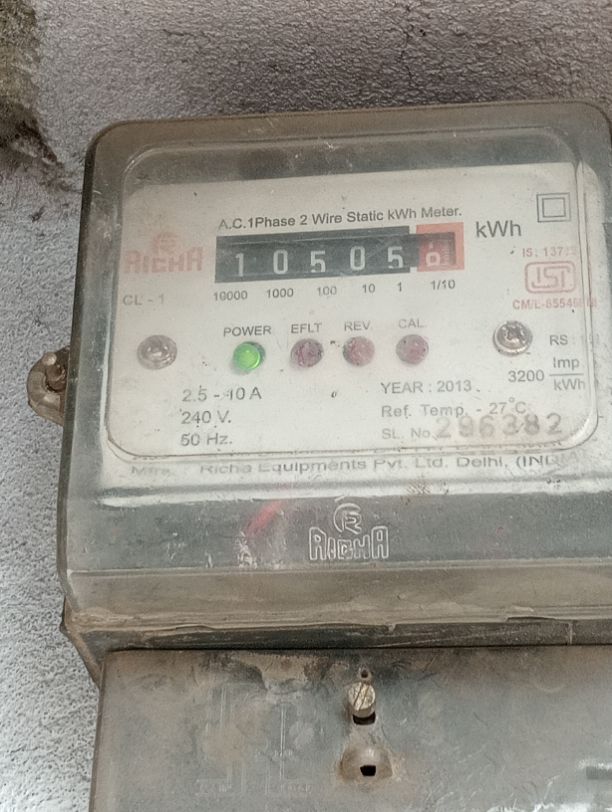 A.C.1Phase 2 Wire Static kWh Meter.
RICHA
1 0 5 0 5
kWh
10000 1000 100 10 1 1/10
CL - 1
ISI
POWER EFLT REV. CAL
RS :
3200 Imp/kWh
2.5 - 10 A
YEAR : 2013
240 V.
Ref. Temp. - 27°C
50 Hz.
SL. No. 296382
Richa Equipments Pvt. Ltd. Delhi,
RICHA